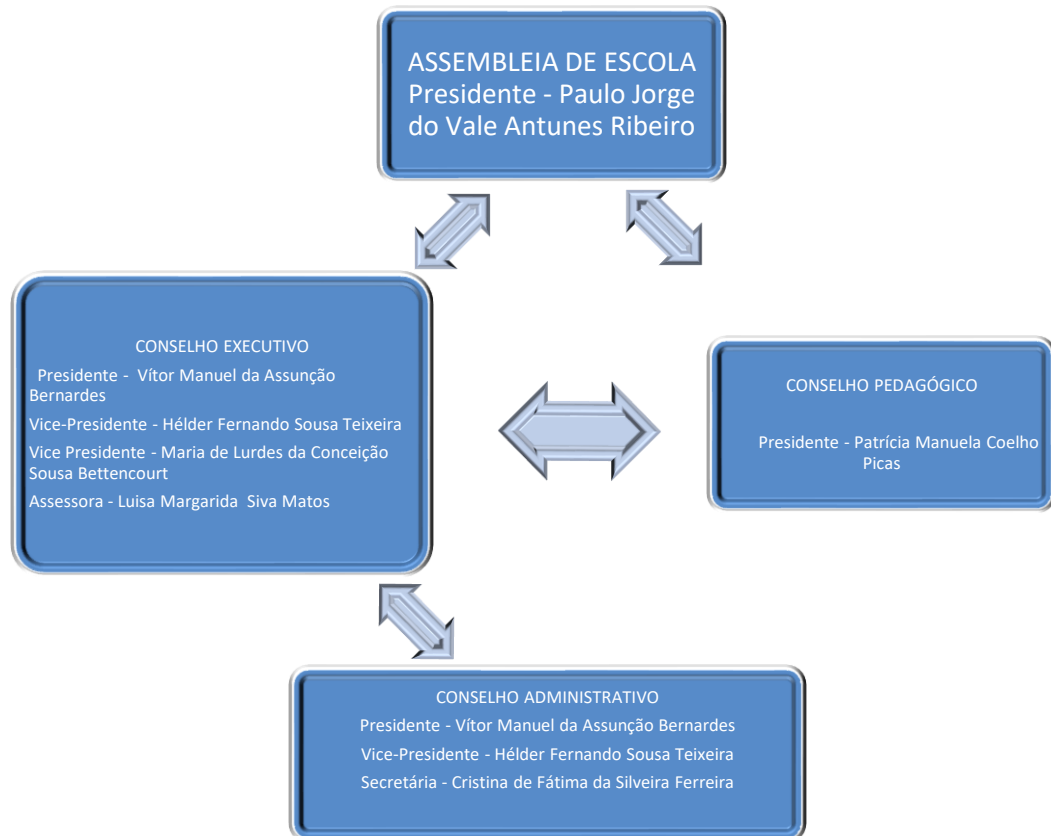 ASSEMBLEIA DE ESCOLA
Presidente - Paulo Jorge
do Vale Antunes Ribeiro
CONSELHO EXECUTIVO
Presidente - Vítor Manuel da Assunção
Bernardes
Vice-Presidente - Hélder Fernando Sousa Teixeira
Vice Presidente - Maria de Lurdes da Conceição
Sousa Bettencourt
Assessora - Luisa Margarida Siva Matos
CONSELHO PEDAGÓGICO
Presidente - Patrícia Manuela Coelho
Picas
CONSELHO ADMINISTRATIVO
Presidente - Vítor Manuel da Assunção Bernardes
Vice-Presidente - Hélder Fernando Sousa Teixeira
Secretária - Cristina de Fátima da Silveira Ferreira